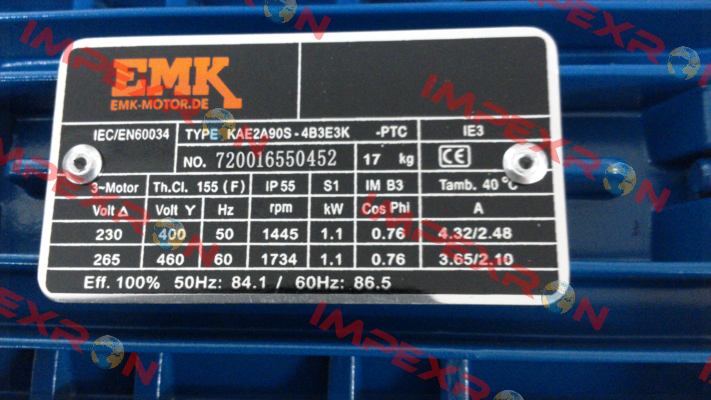 EMK
EMK-MOTOR.DE
IEC/EN60034 TYPE KAE2A90S-4B3E3K -PTC IE3
NO. 720016550452 17 kg CE
3~Motor Th.Cl. 155 (F) IP 55 S1 IM B3 Tamb. 40 °C
Volt Δ Volt Y Hz rpm kW Cos Phi A
230 400 50 1445 1.1 0.76 4.32/2.48
265 460 60 1734 1.1 0.76 3.65/2.10
Eff. 100% 50Hz: 84.1 / 60Hz: 86.5
IMPEXRON
IMPEXRON
IMPEXRON
IMPEXRON
IMPEXRON